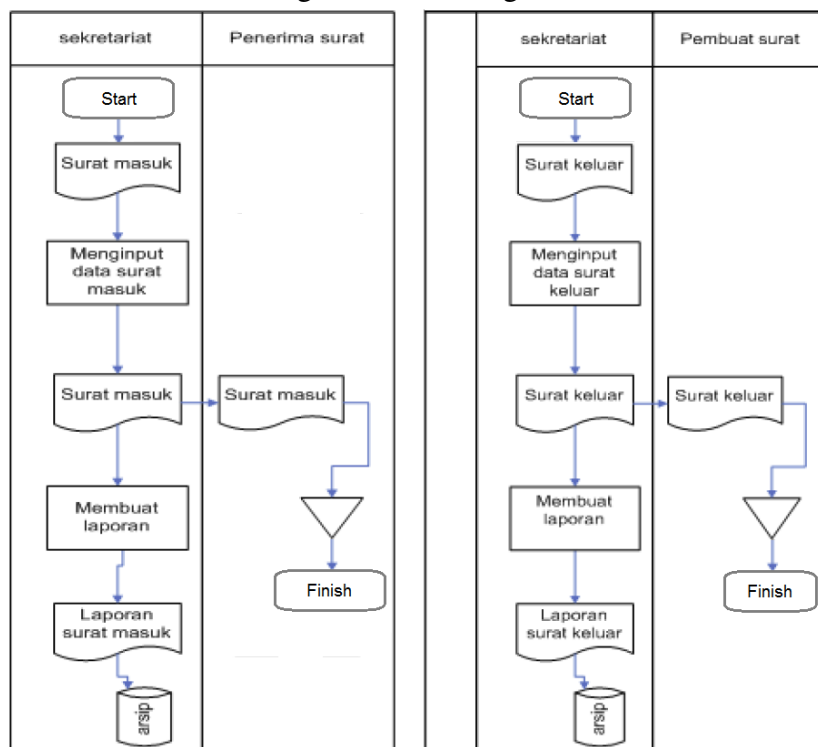 sekretariat
Penerima surat
Start
Surat masuk
Menginput
data surat
masuk
Surat masuk
Surat masuk
Membuat
laporan
Finish
Laporan
surat masuk
arsip
sekretariat
Pembuat surat
Start
Surat keluar
Menginput
data surat
keluar
Surat keluar
Surat keluar
Membuat
laporan
Finish
Laporan
surat keluar
arsip